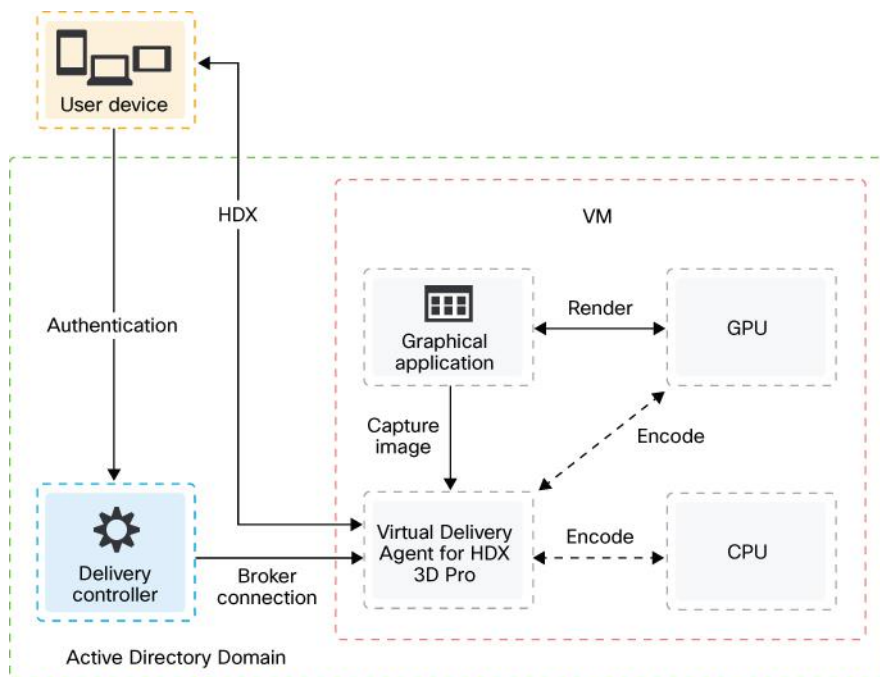 User device
HDX
VM
Authentication
Graphical
application
Render
GPU
Capture
image
Encode
Delivery
controller
Broker
connection
Virtual Delivery
Agent for HDX
3D Pro
Encode
CPU
Active Directory Domain